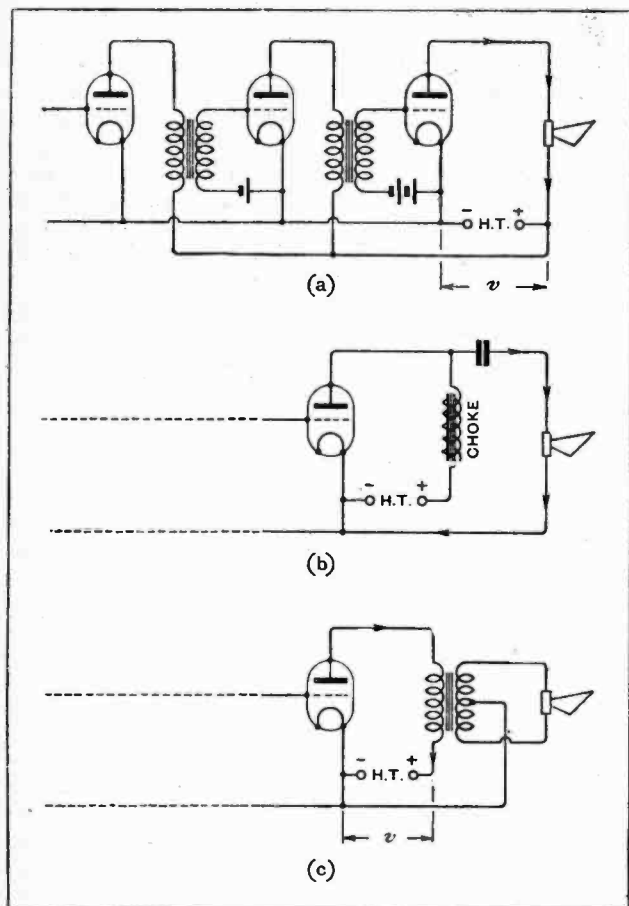 - H.T. +
v
(a)
CHOKE
- H.T. +
(b)
- H.T. +
v
(c)